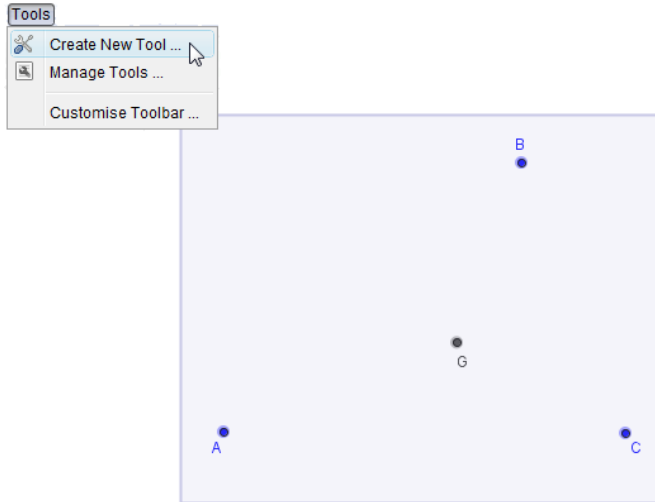 Tools
Create New Tool ...
Manage Tools ...
Customise Toolbar ...
B
G
A
C